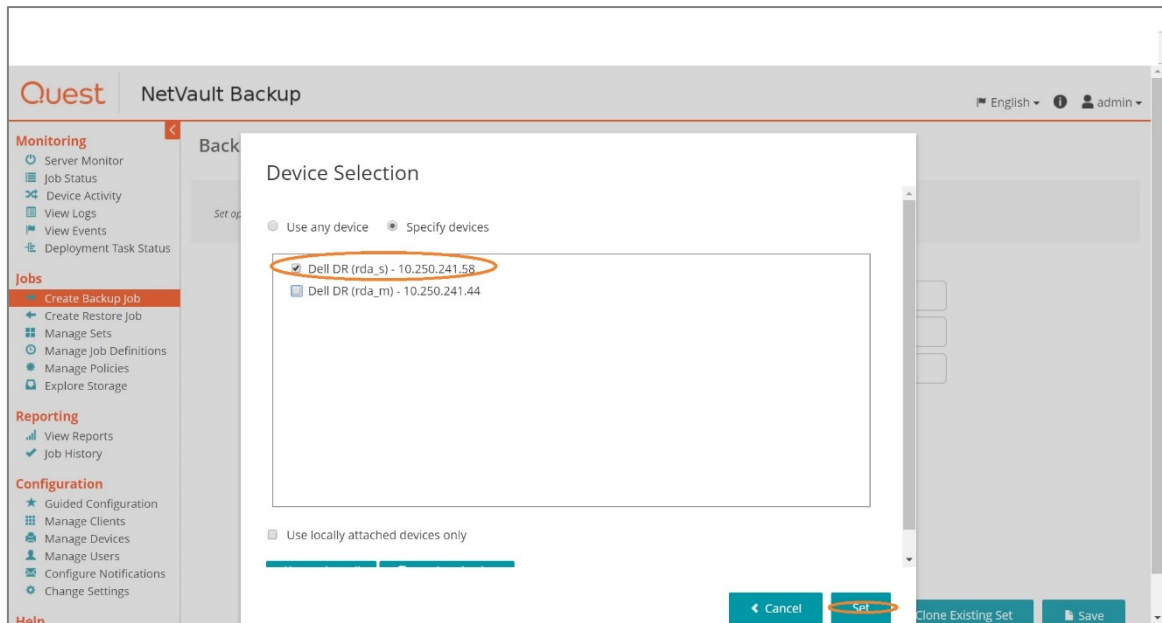 Quest
NetVault Backup
English
admin
Monitoring
Server Monitor
Job Status
Device Activity
View Logs
View Events
Deployment Task Status
Jobs
Create Backup Job
Create Restore Job
Manage Sets
Manage Job Definitions
Manage Policies
Explore Storage
Reporting
View Reports
Job History
Configuration
Guided Configuration
Manage Clients
Manage Devices
Manage Users
Configure Notifications
Change Settings
Help
Back
Set op
Device Selection
Use any device
Specify devices
Dell DR (rda_s) - 10.250.241.58
Dell DR (rda_m) - 10.250.241.44
Use locally attached devices only
Cancel
Set
Clone Existing Set
Save